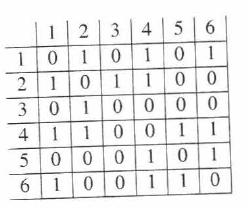 1 2 3 4 5 6
1 0 1 0 1 0 1
2 1 0 1 1 0 0
3 0 1 0 0 0 0
4 1 1 0 0 1 1
5 0 0 0 1 0 1
6 1 0 0 1 1 0